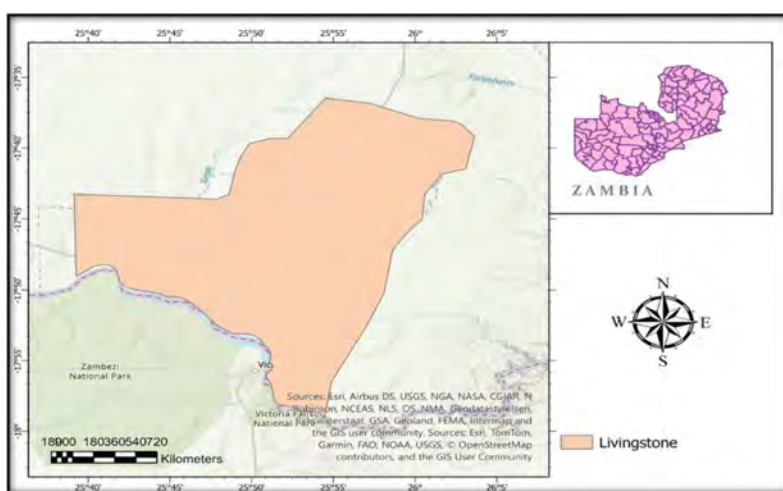 25°40' 25°45' 25°50' 25°55' 26° 26°5'
-17°35'
-17°40'
-17°45'
-17°50'
-17°55'
-18°
Zambezi
National Park
Vic
Victoria Falls
National Park
Sources: Esri, Airbus DS, USGS, NGA, NASA, CGIAR, N
Robinson, NCEAS, NLS, OS, NMA, Geodatastyrelsen,
Rijkswaterstaat, GSA, Geoland, FEMA, Intermap and
the GIS user community, Sources: Esri, TomTom,
Garmin, FAO, NOAA, USGS, © OpenStreetMap
contributors, and the GIS User Community
18900 180360540720
Kilometers
25°40' 25°45' 25°50' 25°55' 26° 26°5'
ZAMBIA
N
W E
S
Livingstone